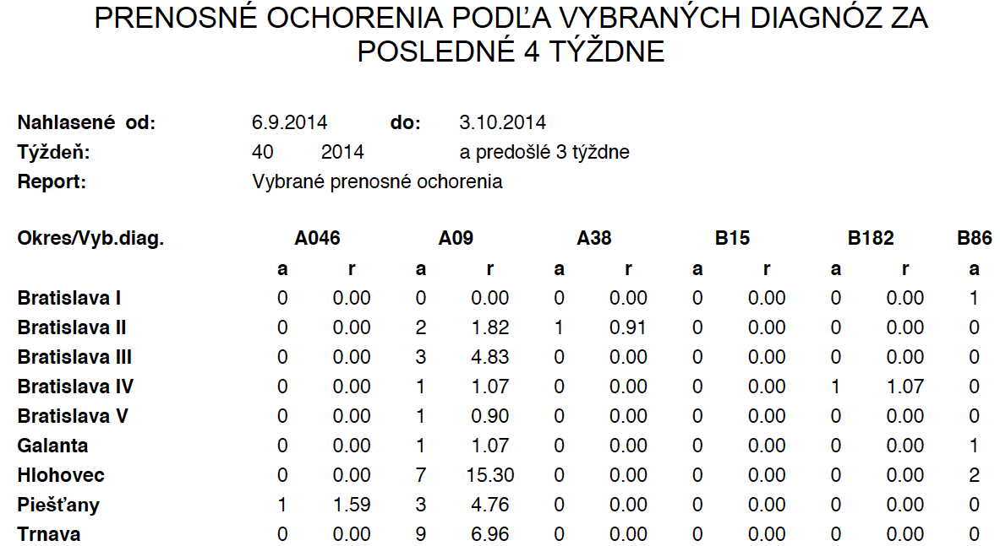 PRENOSNÉ OCHORENIA PODĽA VYBRANÝCH DIAGNÓZ ZA
POSLEDNÉ 4 TÝŽDNE
Nahlasené od: 6.9.2014 do: 3.10.2014
Týždeň: 40 2014 a predošlé 3 týždne
Report: Vybrané prenosné ochorenia
Okres/Vyb.diag. A046 A09 A38 B15 B182 B86
a r a r a r a r a r a
Bratislava I 0 0.00 0 0.00 0 0.00 0 0.00 0 0.00 1
Bratislava II 0 0.00 2 1.82 1 0.91 0 0.00 0 0.00 0
Bratislava III 0 0.00 3 4.83 0 0.00 0 0.00 0 0.00 0
Bratislava IV 0 0.00 1 1.07 0 0.00 0 0.00 1 1.07 0
Bratislava V 0 0.00 1 0.90 0 0.00 0 0.00 0 0.00 0
Galanta 0 0.00 1 1.07 0 0.00 0 0.00 0 0.00 1
Hlohovec 0 0.00 7 15.30 0 0.00 0 0.00 0 0.00 2
Piešťany 1 1.59 3 4.76 0 0.00 0 0.00 0 0.00 0
Trnava 0 0.00 9 6.96 0 0.00 0 0.00 0 0.00 0